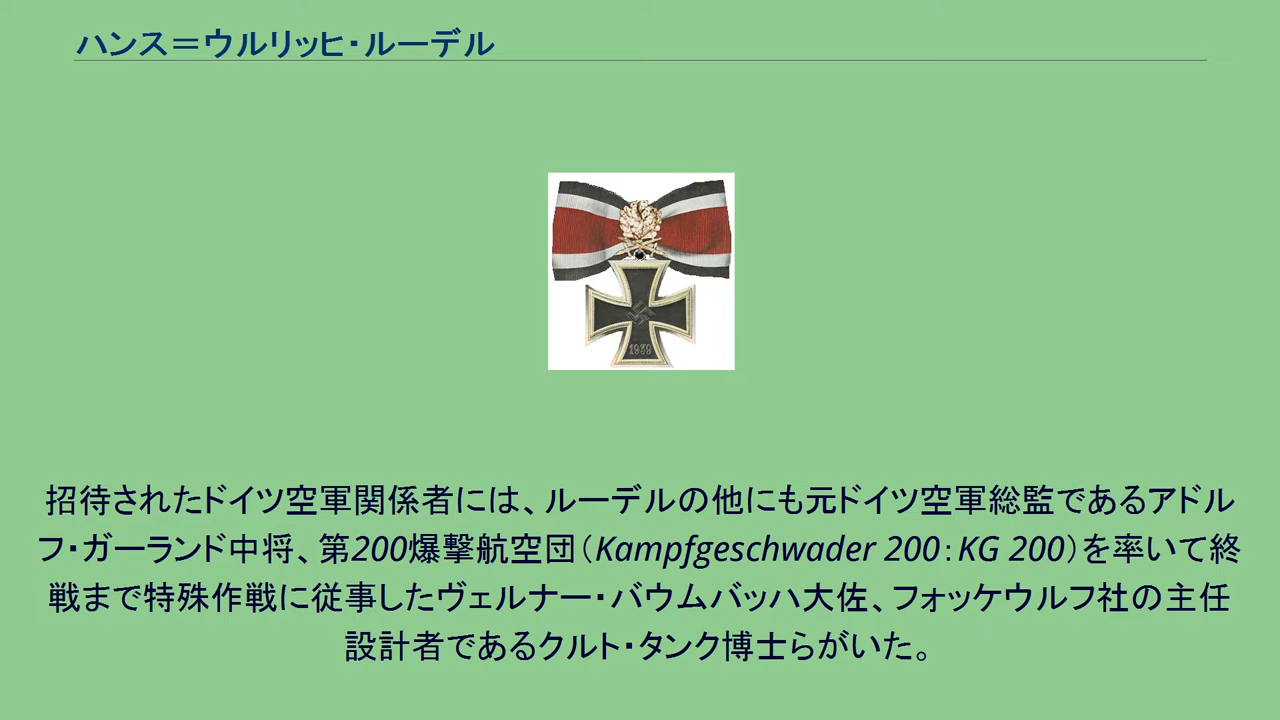 ハンス＝ウルリッヒ・ルーデル
1939
招待されたドイツ空軍関係者には、ルーデルの他にも元ドイツ空軍総監であるアドル
フ・ガーランド中将、第200爆撃航空団（Kampfgeschwader 200：KG 200）を率いて終
戦まで特殊作戦に従事したヴェルナー・バウムバッハ大佐、フォッケウルフ社の主任
設計者であるクルト・タンク博士らがいた。